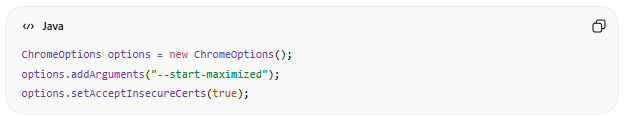 Java
ChromeOptions options = new ChromeOptions();
options.addArguments("--start-maximized");
options.setAcceptInsecureCerts(true);